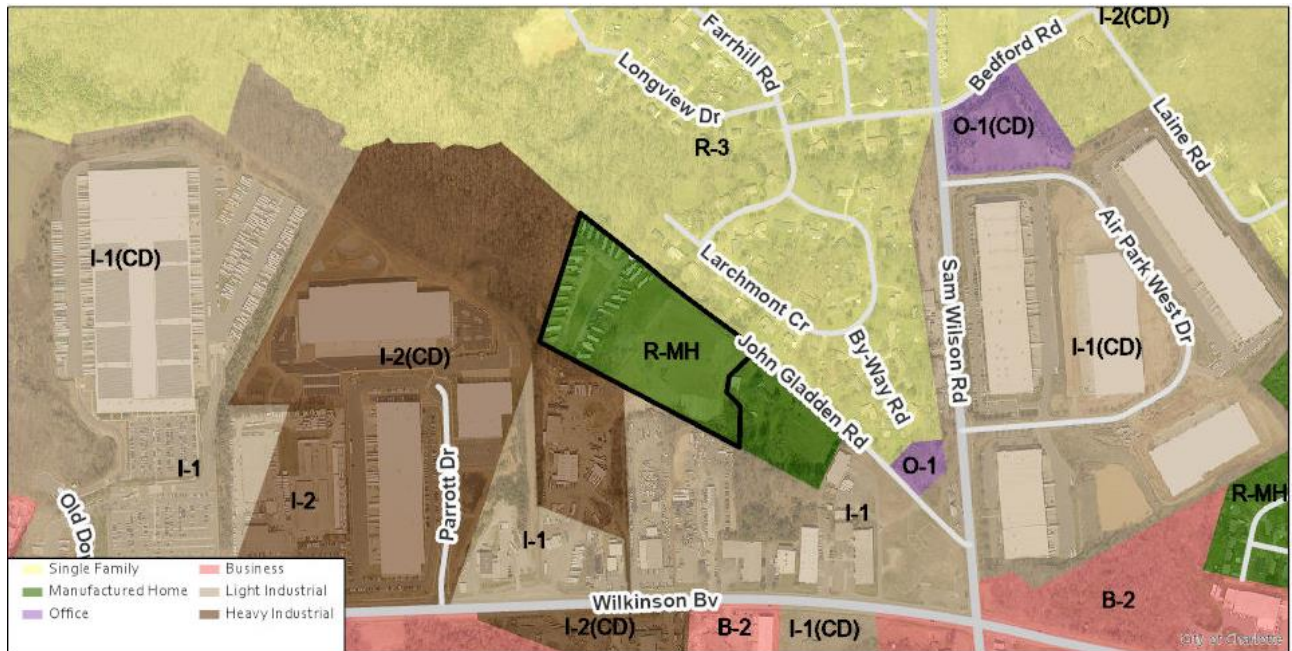 I-2(CD)
Farrhill Rd
Bedford Rd
Longview Dr
O-1(CD)
Laine Rd
R-3
I-1(CD)
Air Park West Dr
Larchmont Cr
Sam Wilson Rd
I-2(CD)
R-MH
John Gladden Rd
By-Way Rd
I-1(CD)
I-1
O-1
I-2
Parrott Dr
I-1
I-1
R-MH
Single Family
Manufactured Home
Office
Business
Light Industrial
Heavy Industrial
Wilkinson Bv
B-2
I-2(CD)
B-2
I-1(CD)
City of Charlotte